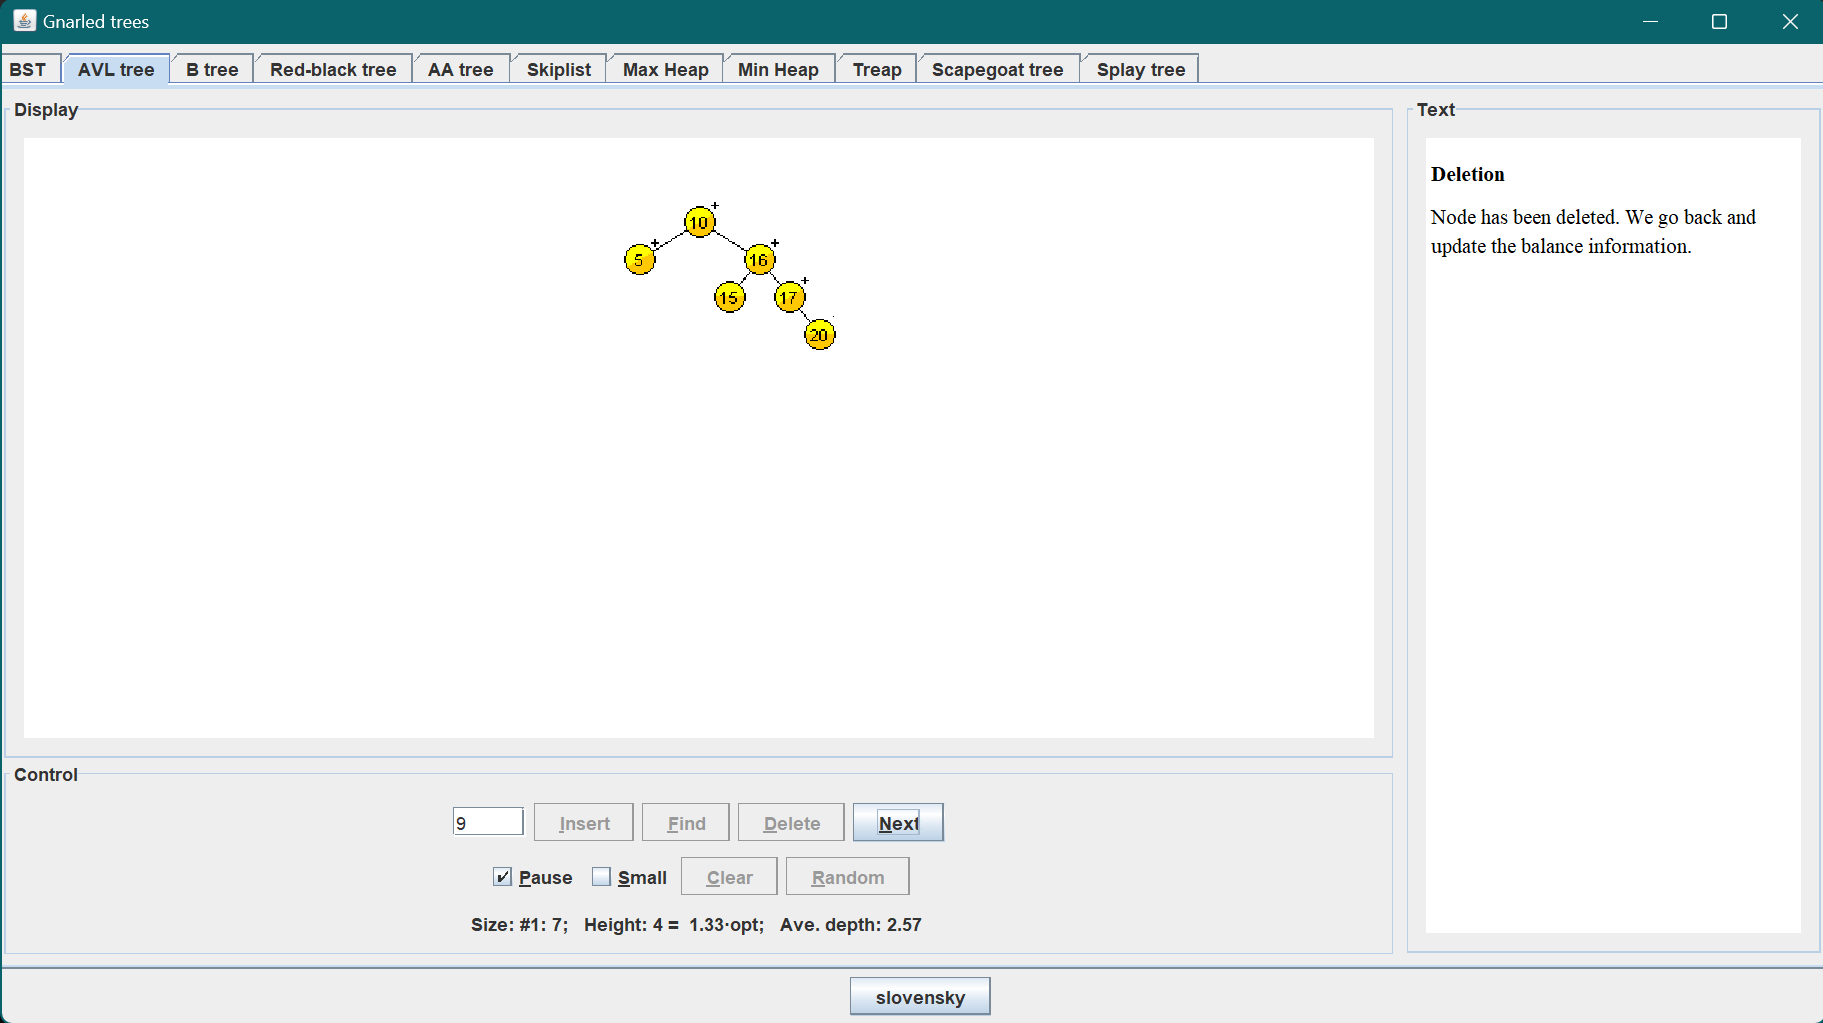 Gnarled trees
BST AVL tree B tree Red-black tree AA tree Skiplist Max Heap Min Heap Treap Scapegoat tree Splay tree
Display
10 +
5 + 16 +
15 17 +
20
Text
Deletion
Node has been deleted. We go back and
update the balance information.
Control
9 Insert Find Delete Next
Pause Small Clear Random
Size: #1: 7; Height: 4 = 1.33·opt; Ave. depth: 2.57
slovensky